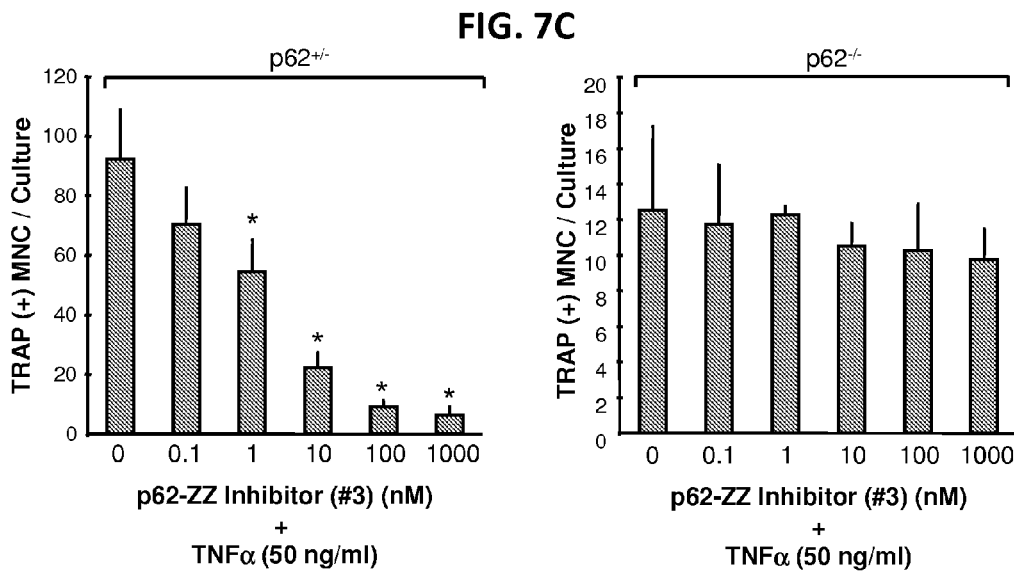 FIG. 7C
p62+/-
TRAP (+) MNC / Culture
120
100
80
60
40
20
0
*
*
*
*
0 0.1 1 10 100 1000
p62-ZZ Inhibitor (#3) (nM)
+
TNFα (50 ng/ml)
p62-/-
TRAP (+) MNC / Culture
20
18
16
14
12
10
8
6
4
2
0
0 0.1 1 10 100 1000
p62-ZZ Inhibitor (#3) (nM)
+
TNFα (50 ng/ml)